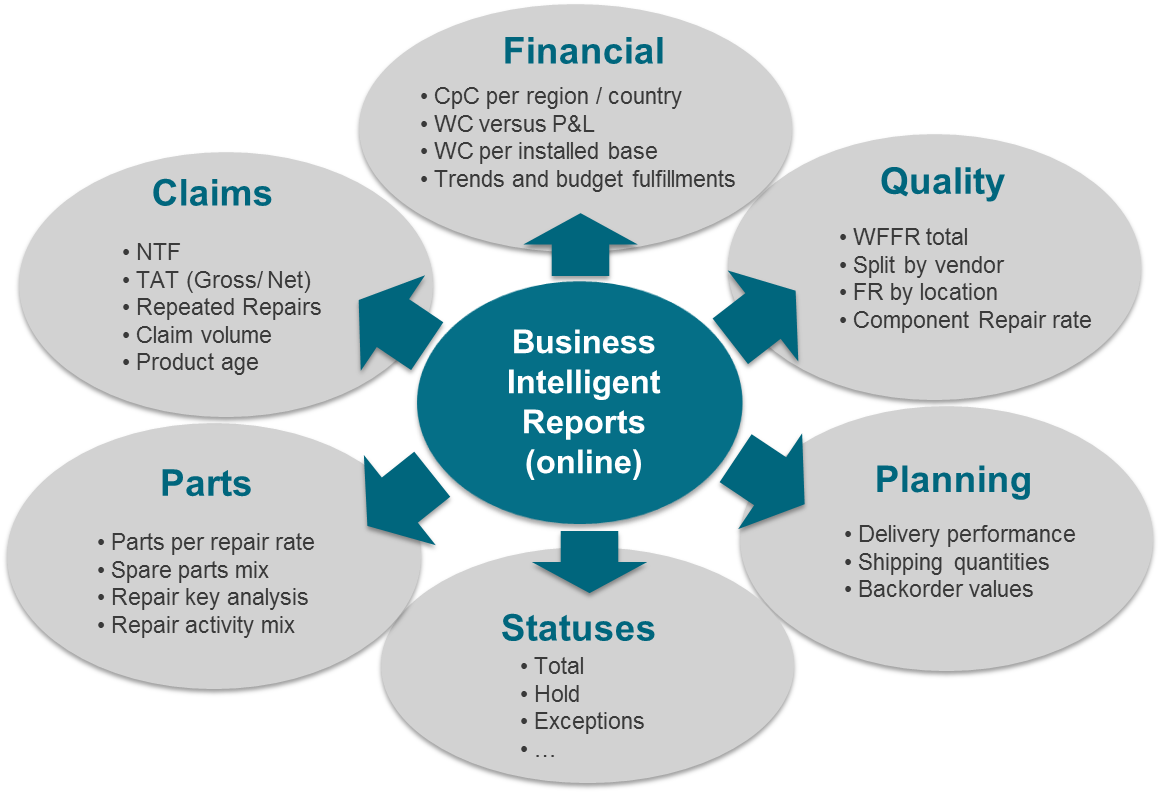 Financial
• CpC per region / country
• WC versus P&L
• WC per installed base
• Trends and budget fulfillments
Quality
• WFFR total
• Split by vendor
• FR by location
• Component Repair rate
Claims
• NTF
• TAT (Gross/ Net)
• Repeated Repairs
• Claim volume
• Product age
Business
Intelligent
Reports
(online)
Parts
• Parts per repair rate
• Spare parts mix
• Repair key analysis
• Repair activity mix
Planning
• Delivery performance
• Shipping quantities
• Backorder values
Statuses
• Total
• Hold
• Exceptions
• …